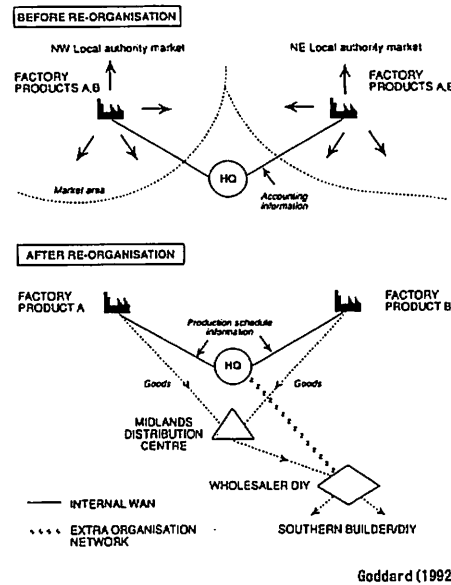 BEFORE RE-ORGANISATION
NW Local authority market
NE Local authority market
FACTORY
PRODUCTS A,B
FACTORY
PRODUCTS A,B
HQ
Market area
Accounting
information
AFTER RE-ORGANISATION
FACTORY
PRODUCT A
FACTORY
PRODUCT B
Production schedule
information
HQ
Goods
Goods
MIDLANDS
DISTRIBUTION
CENTRE
WHOLESALER DIY
INTERNAL WAN
EXTRA ORGANISATION
NETWORK
SOUTHERN BUILDER/DIY
Goddard (1992